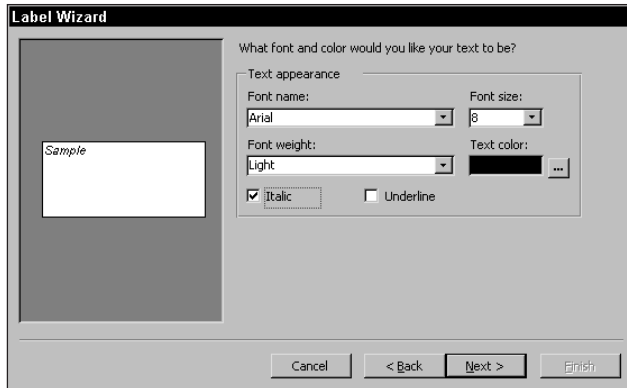 Label Wizard
What font and color would you like your text to be?
Text appearance
Font name:
Font size:
Arial
8
Font weight:
Text color:
Light
...
Italic
Underline
Sample
Cancel
< Back
Next >
Finish